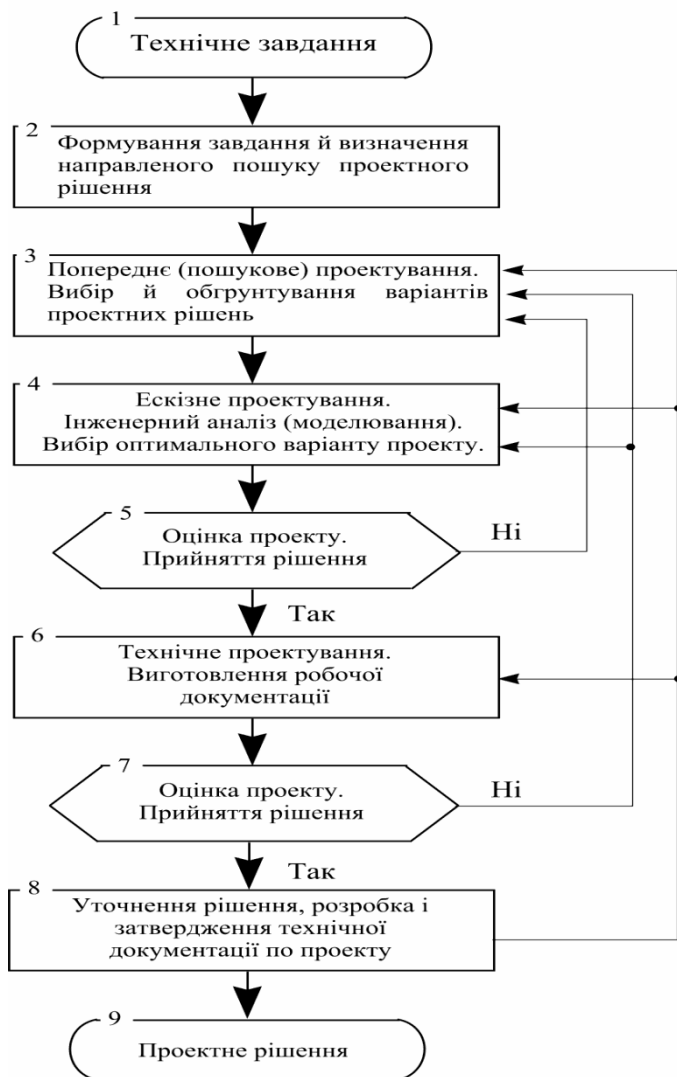 1
Технічне завдання
2
Формування завдання й визначення
направленого пошуку проектного
рішення
3
Попереднє (пошукове) проектування.
Вибір й обгрунтування варіантів
проектних рішень
4
Ескізне проектування.
Інженерний аналіз (моделювання).
Вибір оптимального варіанту проекту.
5
Оцінка проекту.
Прийняття рішення
Ні
Так
6
Технічне проектування.
Виготовлення робочої
документації
7
Оцінка проекту.
Прийняття рішення
Ні
Так
8
Уточнення рішення, розробка і
затвердження технічної
документації по проекту
9
Проектне рішення